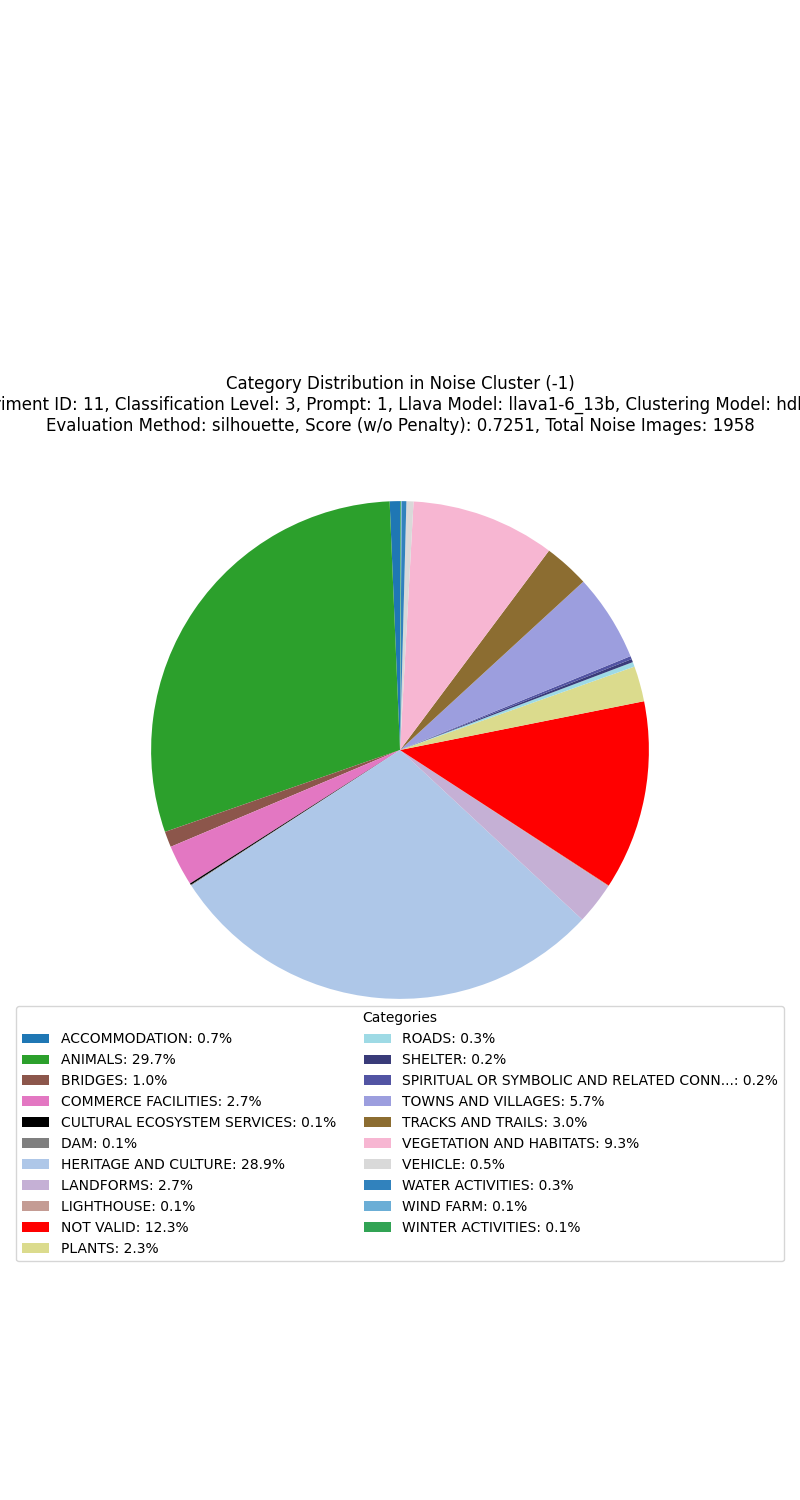 Category Distribution in Noise Cluster (-1)
iment ID: 11, Classification Level: 3, Prompt: 1, Llava Model: llava1-6_13b, Clustering Model: hdl
Evaluation Method: silhouette, Score (w/o Penalty): 0.7251, Total Noise Images: 1958
Categories
ACCOMMODATION: 0.7%
ANIMALS: 29.7%
BRIDGES: 1.0%
COMMERCE FACILITIES: 2.7%
CULTURAL ECOSYSTEM SERVICES: 0.1%
DAM: 0.1%
HERITAGE AND CULTURE: 28.9%
LANDFORMS: 2.7%
LIGHTHOUSE: 0.1%
NOT VALID: 12.3%
PLANTS: 2.3%
ROADS: 0.3%
SHELTER: 0.2%
SPIRITUAL OR SYMBOLIC AND RELATED CONN...: 0.2%
TOWNS AND VILLAGES: 5.7%
TRACKS AND TRAILS: 3.0%
VEGETATION AND HABITATS: 9.3%
VEHICLE: 0.5%
WATER ACTIVITIES: 0.3%
WIND FARM: 0.1%
WINTER ACTIVITIES: 0.1%